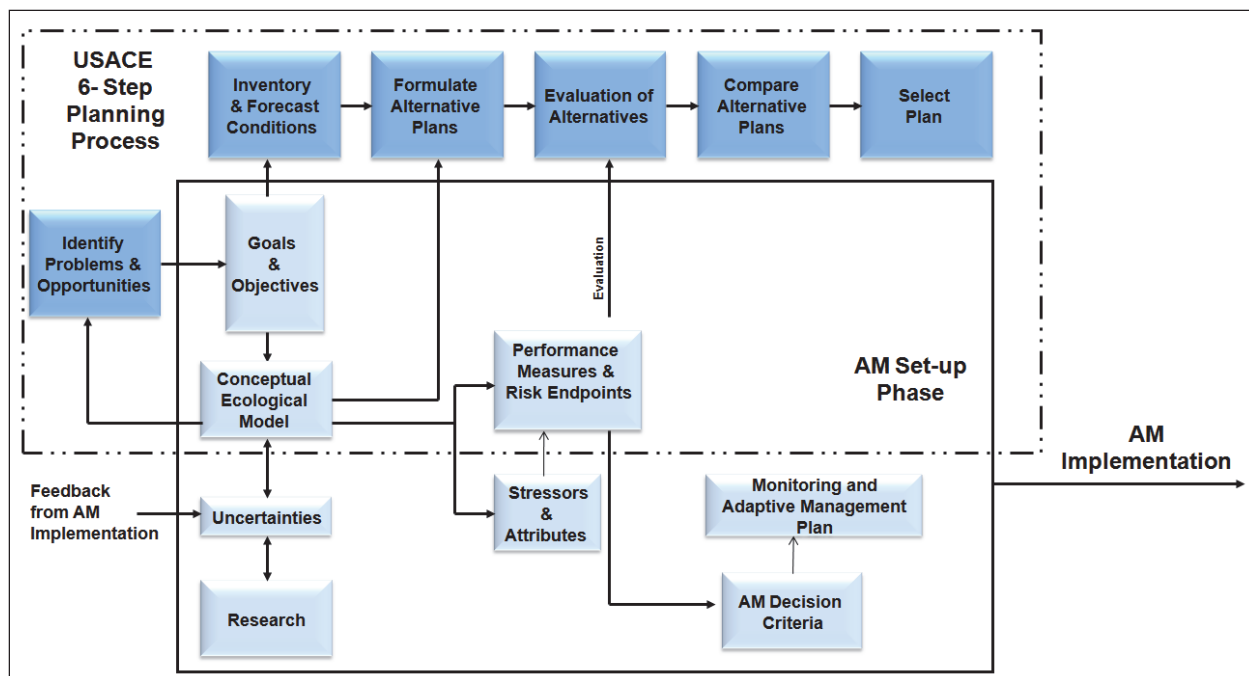 USACE
6- Step
Planning
Process
Inventory
& Forecast
Conditions
Formulate
Alternative
Plans
Evaluation of
Alternatives
Compare
Alternative
Plans
Select
Plan
Identify
Problems &
Opportunities
Goals
&
Objectives
Evaluation
Conceptual
Ecological
Model
Performance
Measures &
Risk Endpoints
AM Set-up
Phase
AM
Implementation
Feedback
from AM
Implementation
Uncertainties
Stressors
&
Attributes
Monitoring and
Adaptive Management
Plan
Research
AM Decision
Criteria